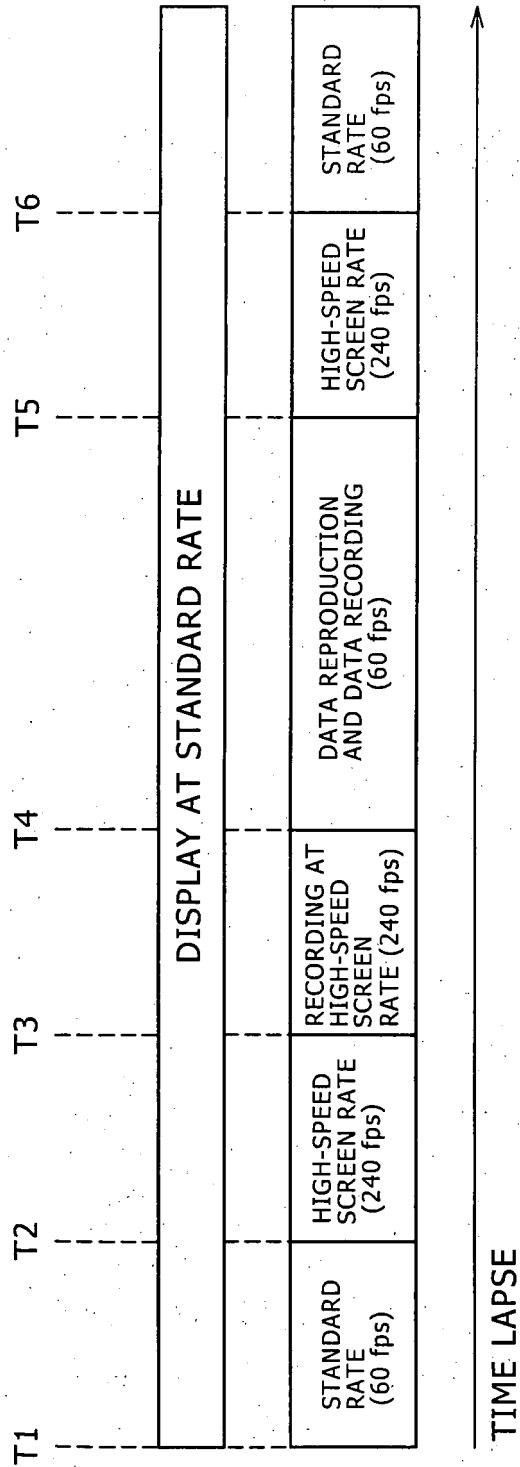 T1
T2
T3
T4
T5
T6
DISPLAY AT STANDARD RATE
STANDARD
RATE
(60 fps)
HIGH-SPEED
SCREEN RATE
(240 fps)
RECORDING AT
HIGH-SPEED
SCREEN
RATE (240 fps)
DATA REPRODUCTION
AND DATA RECORDING
(60 fps)
HIGH-SPEED
SCREEN RATE
(240 fps)
STANDARD
RATE
(60 fps)
TIME LAPSE